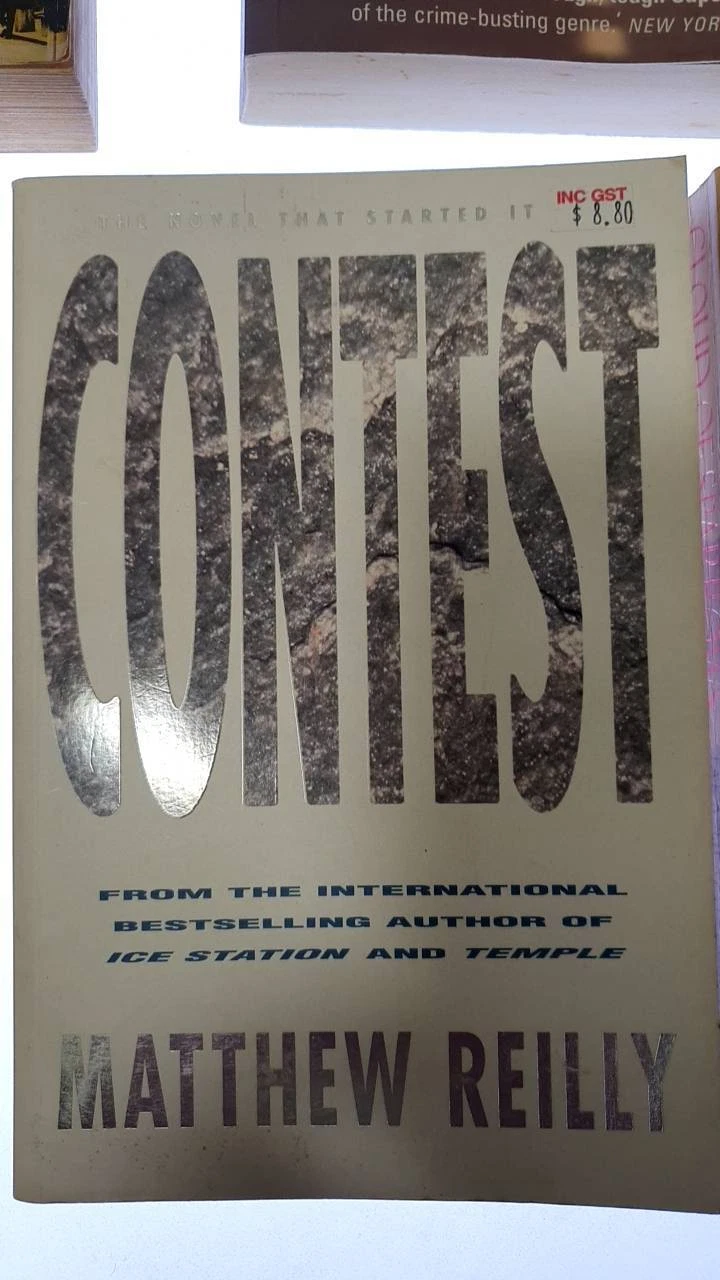 of the crime-busting genre.' NEW YOR
THE NOVEL THAT STARTED IT
INC GST
$ 8.80
CONTEST
FROM THE INTERNATIONAL
BESTSELLING AUTHOR OF
ICE STATION AND TEMPLE
MATTHEW REILLY